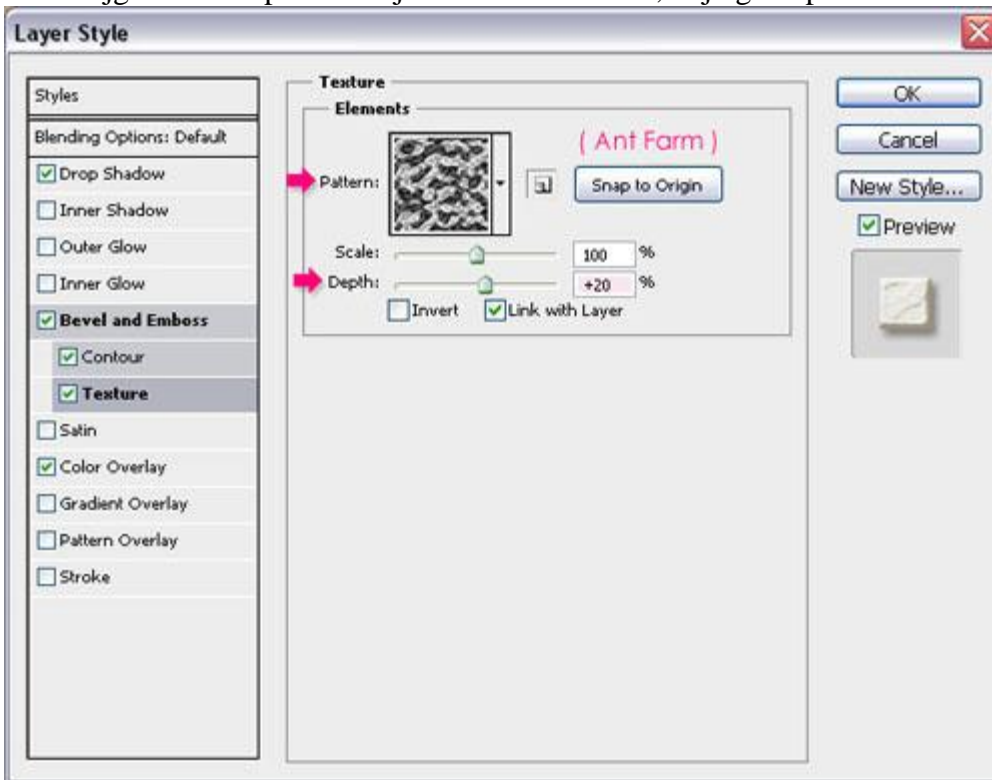 Layer Style
Styles
Blending Options: Default
Drop Shadow
Inner Shadow
Outer Glow
Inner Glow
Bevel and Emboss
Contour
Texture
Satin
Color Overlay
Gradient Overlay
Pattern Overlay
Stroke
Texture
Elements
( Ant Farm )
Pattern:
Snap to Origin
Scale: 100 %
Depth: +20 %
Invert Link with Layer
OK
Cancel
New Style...
Preview